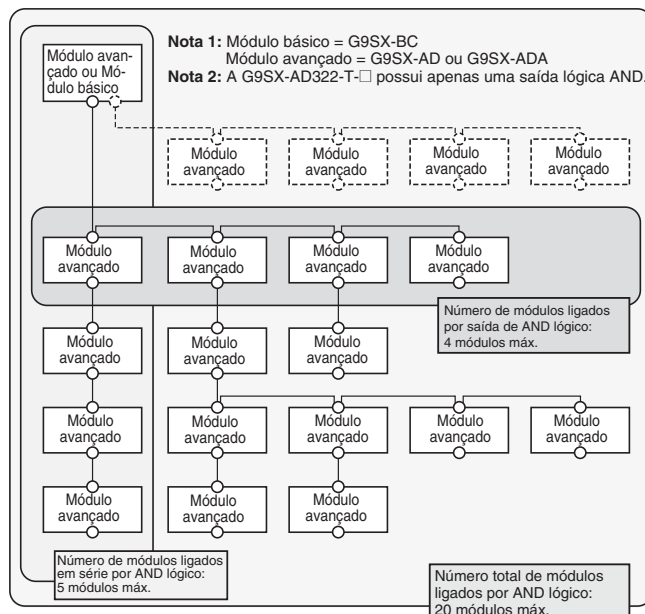 Módulo avan-
çado ou Mó-
dulo básico
Nota 1: Módulo básico = G9SX-BC
Módulo avançado = G9SX-AD ou G9SX-ADA
Nota 2: A G9SX-AD322-T-□ possui apenas uma saída lógica AND.
Módulo
avançado
Módulo
avançado
Módulo
avançado
Módulo
avançado
Módulo
avançado
Módulo
avançado
Módulo
avançado
Módulo
avançado
Número de módulos ligados
por saída de AND lógico:
4 módulos máx.
Módulo
avançado
Módulo
avançado
Módulo
avançado
Módulo
avançado
Módulo
avançado
Módulo
avançado
Módulo
avançado
Módulo
avançado
Módulo
avançado
Módulo
avançado
Módulo
avançado
Número de módulos ligados
em série por AND lógico:
5 módulos máx.
Número total de módulos
ligados por AND lógico:
20 módulos máx.